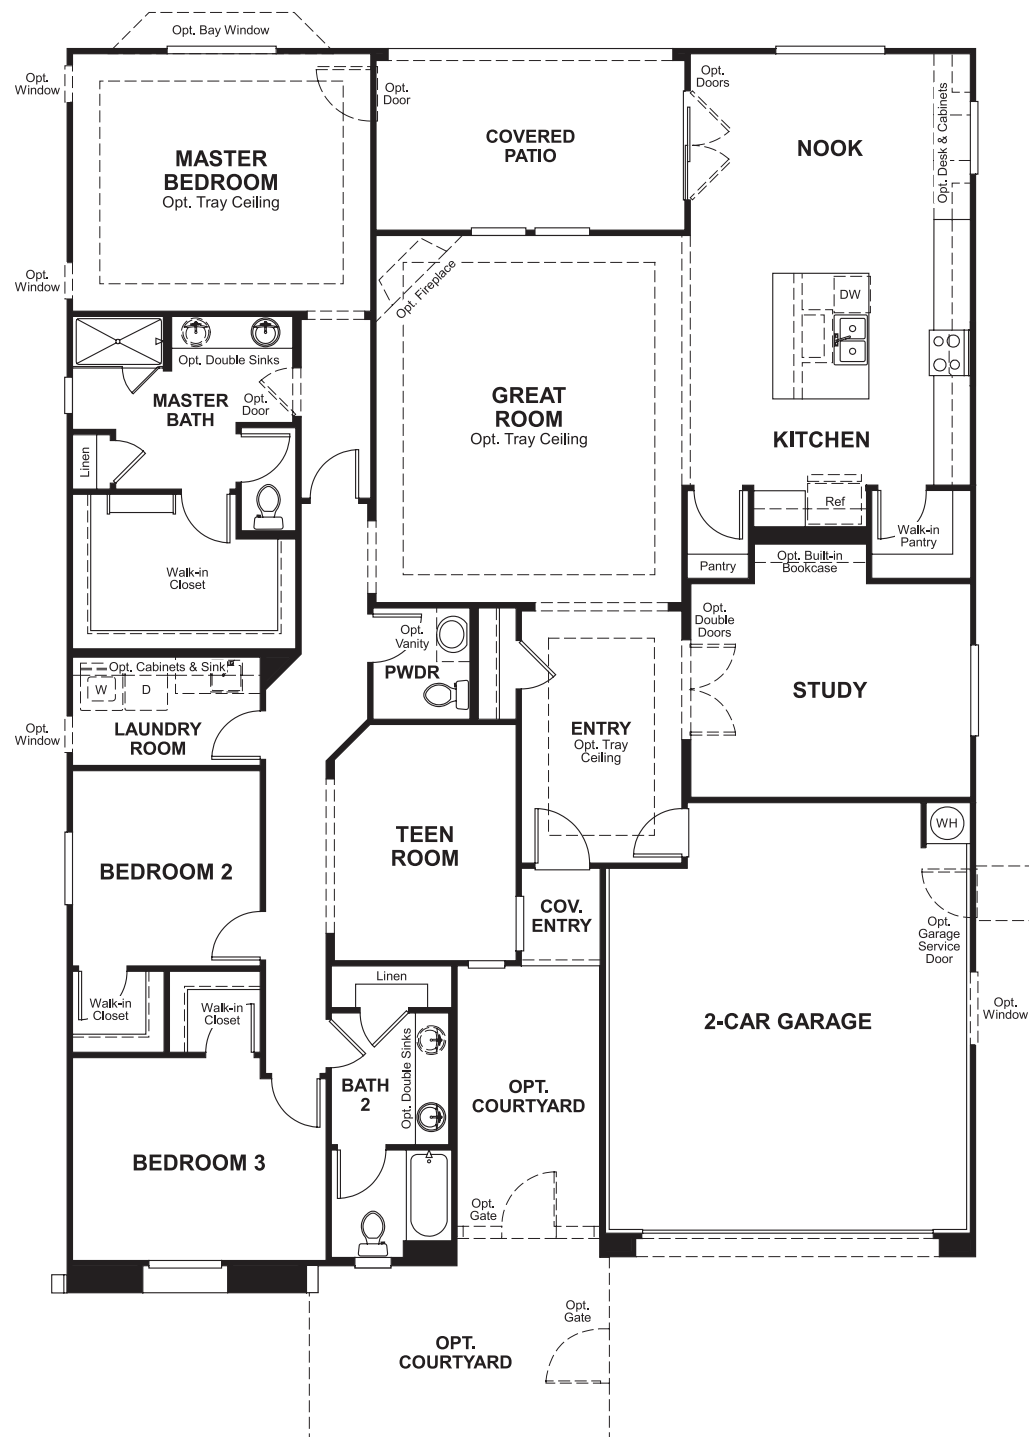 Opt. Bay Window
Opt.
Window
Opt.
Door
Opt.
Doors
COVERED
PATIO
NOOK
Opt. Desk & Cabinets
MASTER
BEDROOM
Opt. Tray Ceiling
Opt.
Window
Opt. Fireplace
DW
Opt. Double Sinks
MASTER
BATH
Opt.
Door
GREAT
ROOM
Opt. Tray Ceiling
KITCHEN
Linen
Ref
Walk-in
Pantry
Pantry
Opt. Built-in
Bookcase
Walk-in
Closet
Opt.
Vanity
PWDR
Opt.
Double
Doors
Opt. Cabinets & Sink
W
D
STUDY
LAUNDRY
ROOM
Opt.
Window
ENTRY
Opt. Tray
Ceiling
TEEN
ROOM
WH
BEDROOM 2
COV.
ENTRY
Opt.
Garage
Service
Door
Linen
Walk-in
Closet
Walk-in
Closet
2-CAR GARAGE
Opt.
Window
Opt. Double Sinks
BATH
2
OPT.
COURTYARD
BEDROOM 3
Opt.
Gate
Opt.
Gate
OPT.
COURTYARD